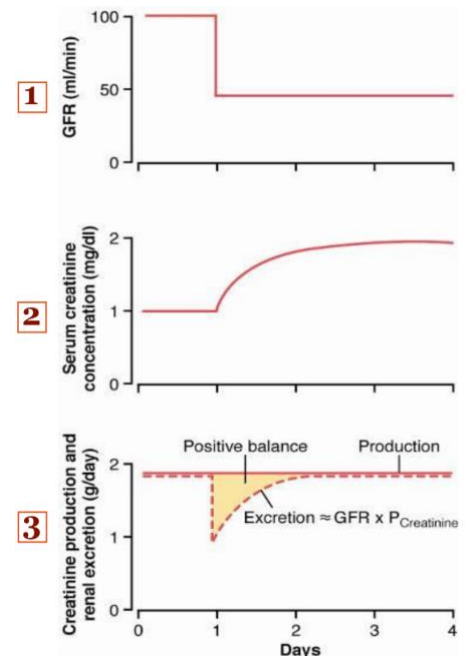 100
50
0
GFR (ml/min)
1
2
1
0
Serum creatinine
concentration (mg/dl)
2
Positive balance
Production
2
1
0
Excretion ≈ GFR x PCreatinine
Creatinine production and
renal excretion (g/day)
3
0
1
2
3
4
Days